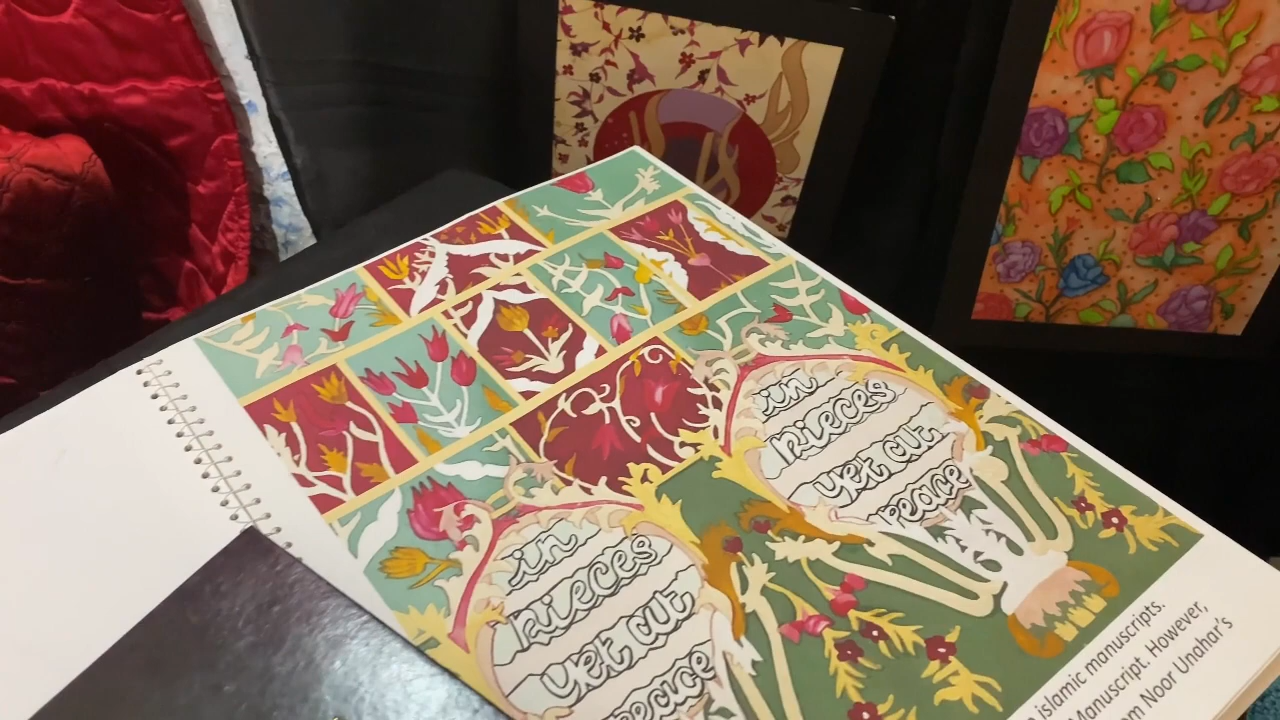 in
pieces
yet cut
peace
in
pieces
yet cut
peace
islamic manuscripts.
Manuscript. However,
Noor Unahar's